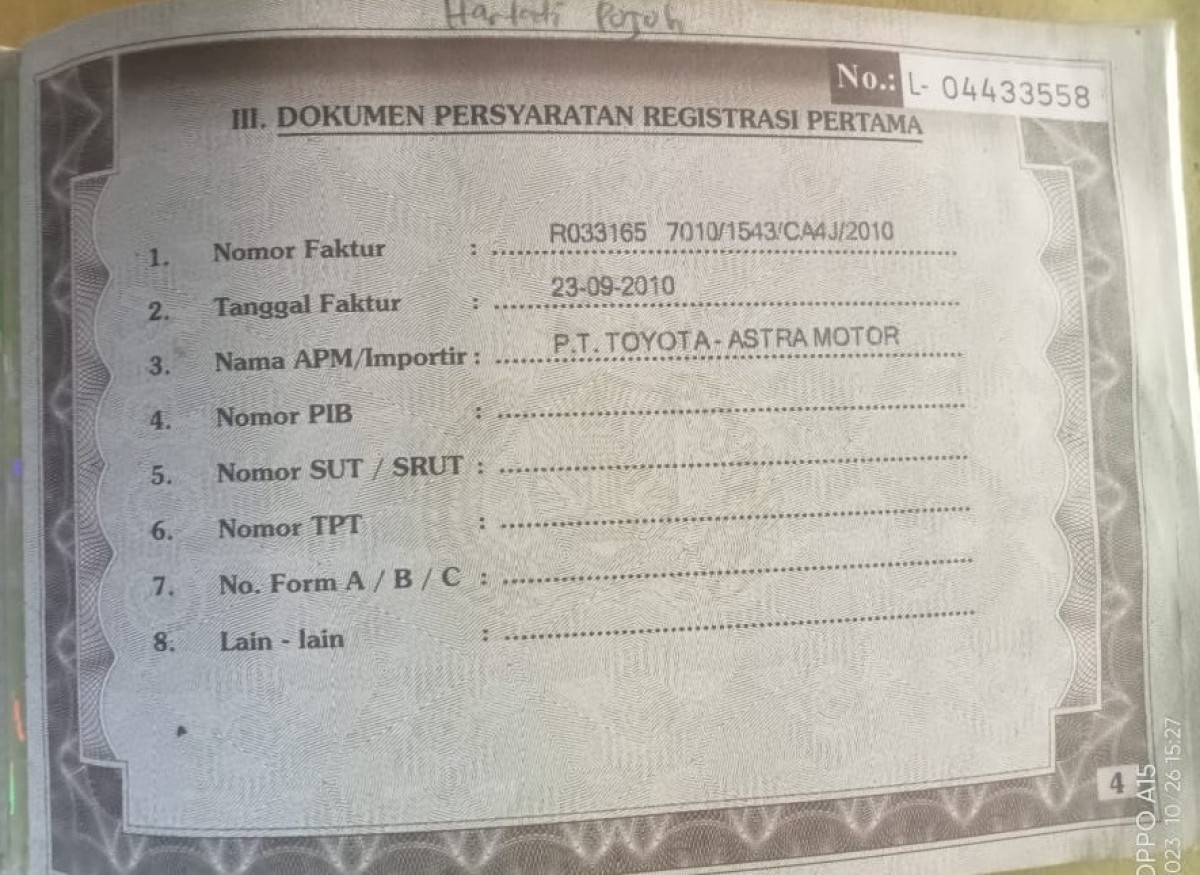 No.: L- 04433558
III. DOKUMEN PERSYARATAN REGISTRASI PERTAMA
1. Nomor Faktur : R033165 7010/1543/CA4J/2010
2. Tanggal Faktur : 23-09-2010
3. Nama APM/Importir : P.T. TOYOTA - ASTRA MOTOR
4. Nomor PIB :
5. Nomor SUT / SRUT :
6. Nomor TPT :
7. No. Form A / B / C :
8. Lain - lain :
4
OPPO A15
023/10/26 15:27